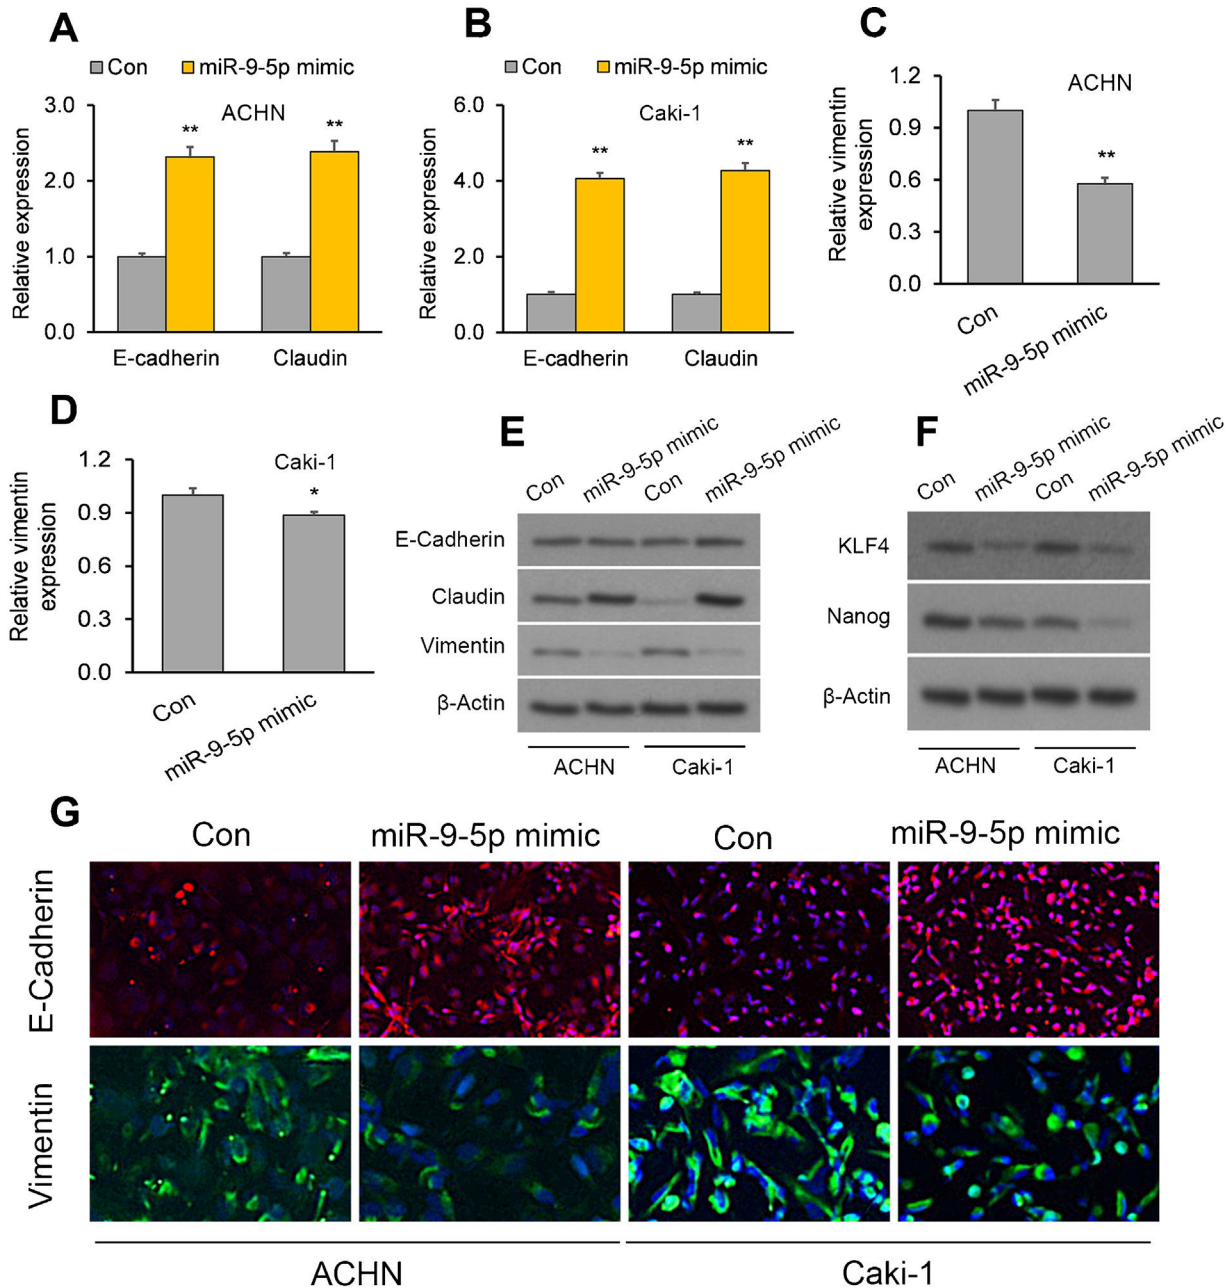 A
Con miR-9-5p mimic
ACHN
Relative expression
3.0
2.0
1.0
0.0
** **
E-cadherin Claudin
B
Con miR-9-5p mimic
Caki-1
Relative expression
6.0
4.0
2.0
0.0
** **
E-cadherin Claudin
C
ACHN
Relative vimentin
expression
1.2
0.9
0.6
0.3
0.0
**
Con
miR-9-5p mimic
D
Caki-1
Relative vimentin
expression
1.2
0.9
0.6
0.3
0.0
*
Con
miR-9-5p mimic
E
Con miR-9-5p mimic Con miR-9-5p mimic
E-Cadherin
Claudin
Vimentin
β-Actin
ACHN Caki-1
F
Con miR-9-5p mimic Con miR-9-5p mimic
KLF4
Nanog
β-Actin
ACHN Caki-1
G
Con miR-9-5p mimic Con miR-9-5p mimic
E-Cadherin
Vimentin
ACHN Caki-1